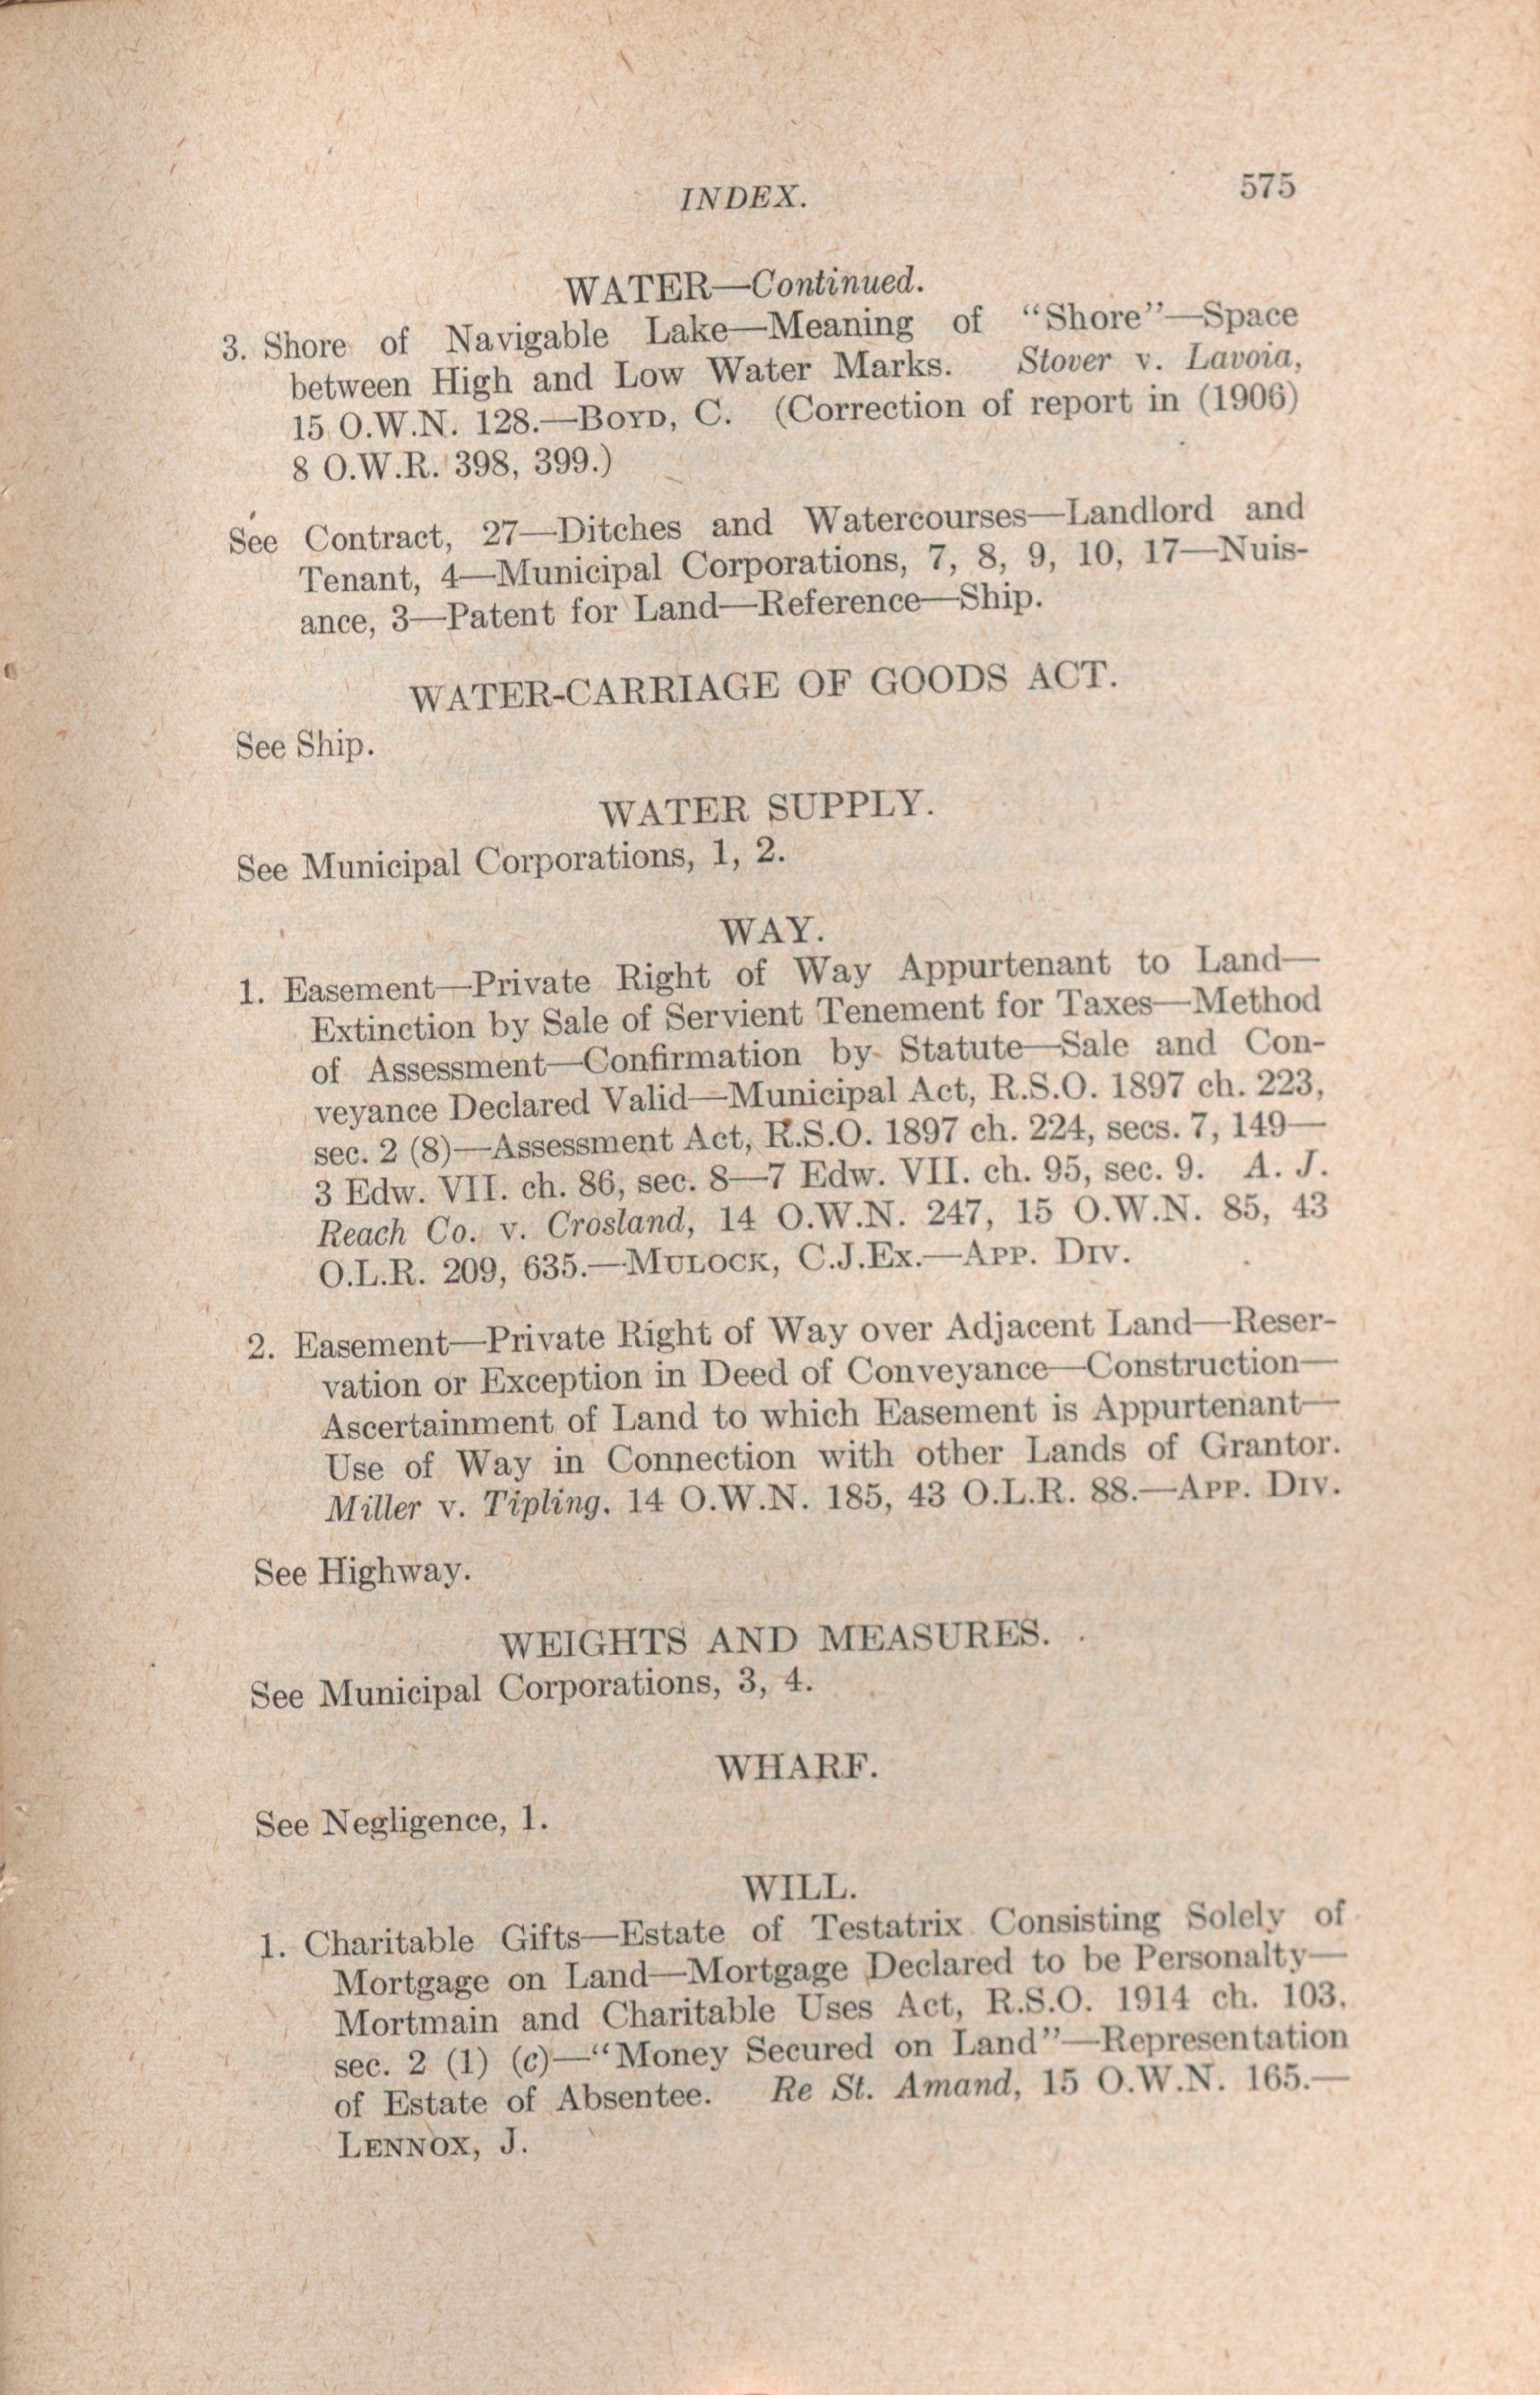 INDEX. 575
WATER—Continued.
3. Shore of Navigable Lake—Meaning of “Shore”—Space
between High and Low Water Marks. Stover v. Lavoia,
15 O.W.N. 128.—BOYD, C. (Correction of report in (1906)
8 O.W.R. 398, 399.)
See Contract, 27—Ditches and Watercourses—Landlord and
Tenant, 4—Municipal Corporations, 7, 8, 9, 10, 17—Nuis-
ance, 3—Patent for Land—Reference—Ship.
WATER-CARRIAGE OF GOODS ACT.
See Ship.
WATER SUPPLY.
See Municipal Corporations, 1, 2.
WAY.
1. Easement—Private Right of Way Appurtenant to Land—
Extinction by Sale of Servient Tenement for Taxes—Method
of Assessment—Confirmation by Statute—Sale and Con-
veyance Declared Valid—Municipal Act, R.S.O. 1897 ch. 223,
sec. 2 (8)—Assessment Act, R.S.O. 1897 ch. 224, secs. 7, 149—
3 Edw. VII. ch. 86, sec. 8—7 Edw. VII. ch. 95, sec. 9. A. J.
Reach Co. v. Crosland, 14 O.W.N. 247, 15 O.W.N. 85, 43
O.L.R. 209, 635.—MULOCK, C.J.Ex.—APP. DIV.
2. Easement—Private Right of Way over Adjacent Land—Reser-
vation or Exception in Deed of Conveyance—Construction—
Ascertainment of Land to which Easement is Appurtenant—
Use of Way in Connection with other Lands of Grantor.
Miller v. Tipling, 14 O.W.N. 185, 43 O.L.R. 88.—APP. DIV.
See Highway.
WEIGHTS AND MEASURES.
See Municipal Corporations, 3, 4.
WHARF.
See Negligence, 1.
WILL.
1. Charitable Gifts—Estate of Testatrix Consisting Solely of
Mortgage on Land—Mortgage Declared to be Personalty—
Mortmain and Charitable Uses Act, R.S.O. 1914 ch. 103,
sec. 2 (1) (c)—“Money Secured on Land”—Representation
of Estate of Absentee. Re St. Amand, 15 O.W.N. 165.—
LENNOX, J.